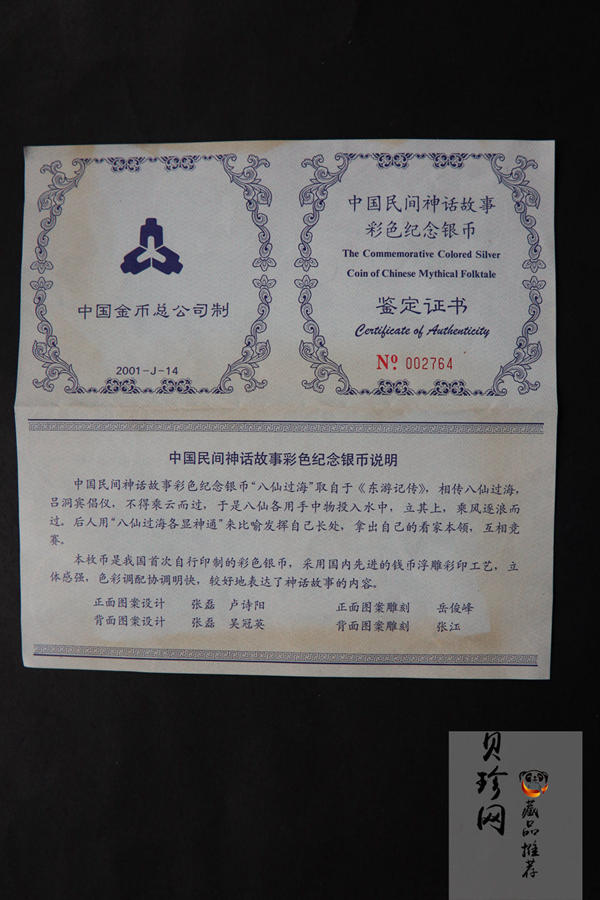 中国金币总公司制
2001-J-14
中国民间神话故事
彩色纪念银币
The Commemorative Colored Silver
Coin of Chinese Mythical Folktale
鉴定证书
Certificate of Authenticity
Nº 002764
中国民间神话故事彩色纪念银币说明
中国民间神话故事彩色纪念银币“八仙过海”取自于《东游记传》，相传八仙过海，
吕洞宾倡仪，不得乘云而过，于是八仙各用手中物投入水中，立其上，乘风逐浪而
过。后人用“八仙过海各显神通”来比喻发挥自己长处，拿出自己的看家本领，互相竞
赛。
本枚币是我国首次自行印制的彩色银币，采用国内先进的钱币浮雕彩印工艺，立
体感强，色彩调配协调明快，较好地表达了神话故事的内容。
正面图案设计 张磊 卢诗阳 正面图案雕刻 岳俊峰
背面图案设计 张磊 吴冠英 背面图案雕刻 张江
贝珍网
藏品推荐